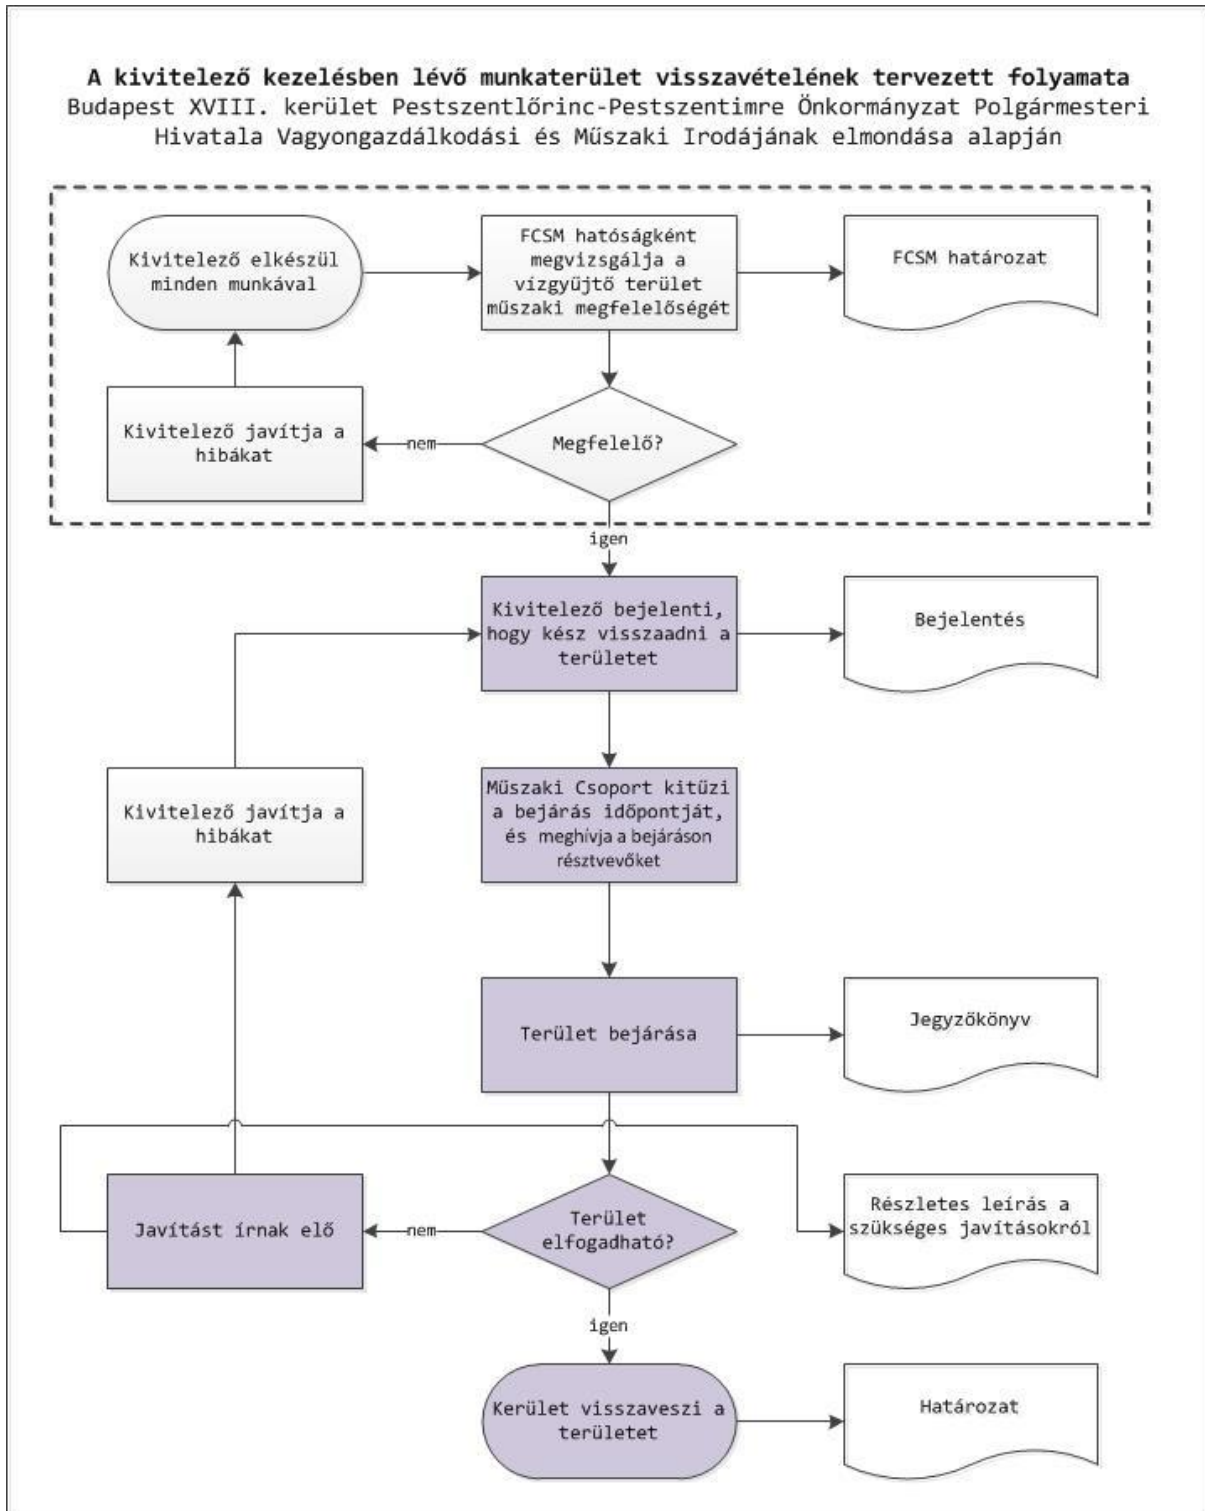 A kivitelező kezelésben lévő munkaterület visszavételének tervezett folyamata
Budapest XVIII. kerület Pestszentlőrinc-Pestszentimre Önkormányzat Polgármesteri
Hivatala Vagyongazdálkodási és Műszaki Irodájának elmondása alapján
Kivitelező elkészül
minden munkával
FCSM hatóságként
megvizsgálja a
vízgyűjtő terület
műszaki megfelelőségét
FCSM határozat
Kivitelező javítja a
hibákat
nem
Megfelelő?
igen
Kivitelező bejelenti,
hogy kész visszaadni a
területet
Bejelentés
Kivitelező javítja a
hibákat
Műszaki Csoport kitűzi
a bejárás időpontját,
és meghívja a bejáráson
résztvevőket
Terület bejárása
Jegyzőkönyv
Javítást írnak elő
nem
Terület
elfogadható?
Részletes leírás a
szükséges javításokról
igen
Kerület visszaveszi a
területet
Határozat